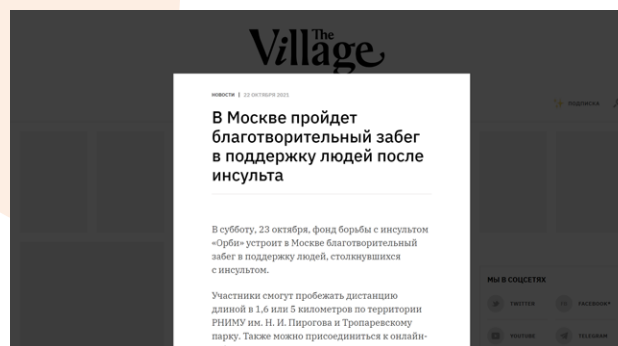 The
Village
НОВОСТИ | 22 ОКТЯБРЯ 2021
ПОДПИСКА
В Москве пройдет
благотворительный забег
в поддержку людей после
инсульта
В субботу, 23 октября, фонд борьбы с инсультом
«Орби» устроит в Москве благотворительный
забег в поддержку людей, столкнувшихся
с инсультом.
Участники смогут пробежать дистанцию
длиной в 1,6 или 5 километров по территории
РНИМУ им. Н. И. Пирогова и Тропаревскому
парку. Также можно присоединиться к онлайн-
МЫ В СОЦСЕТЯХ
TWITTER
FACEBOOK*
YOUTUBE
TELEGRAM